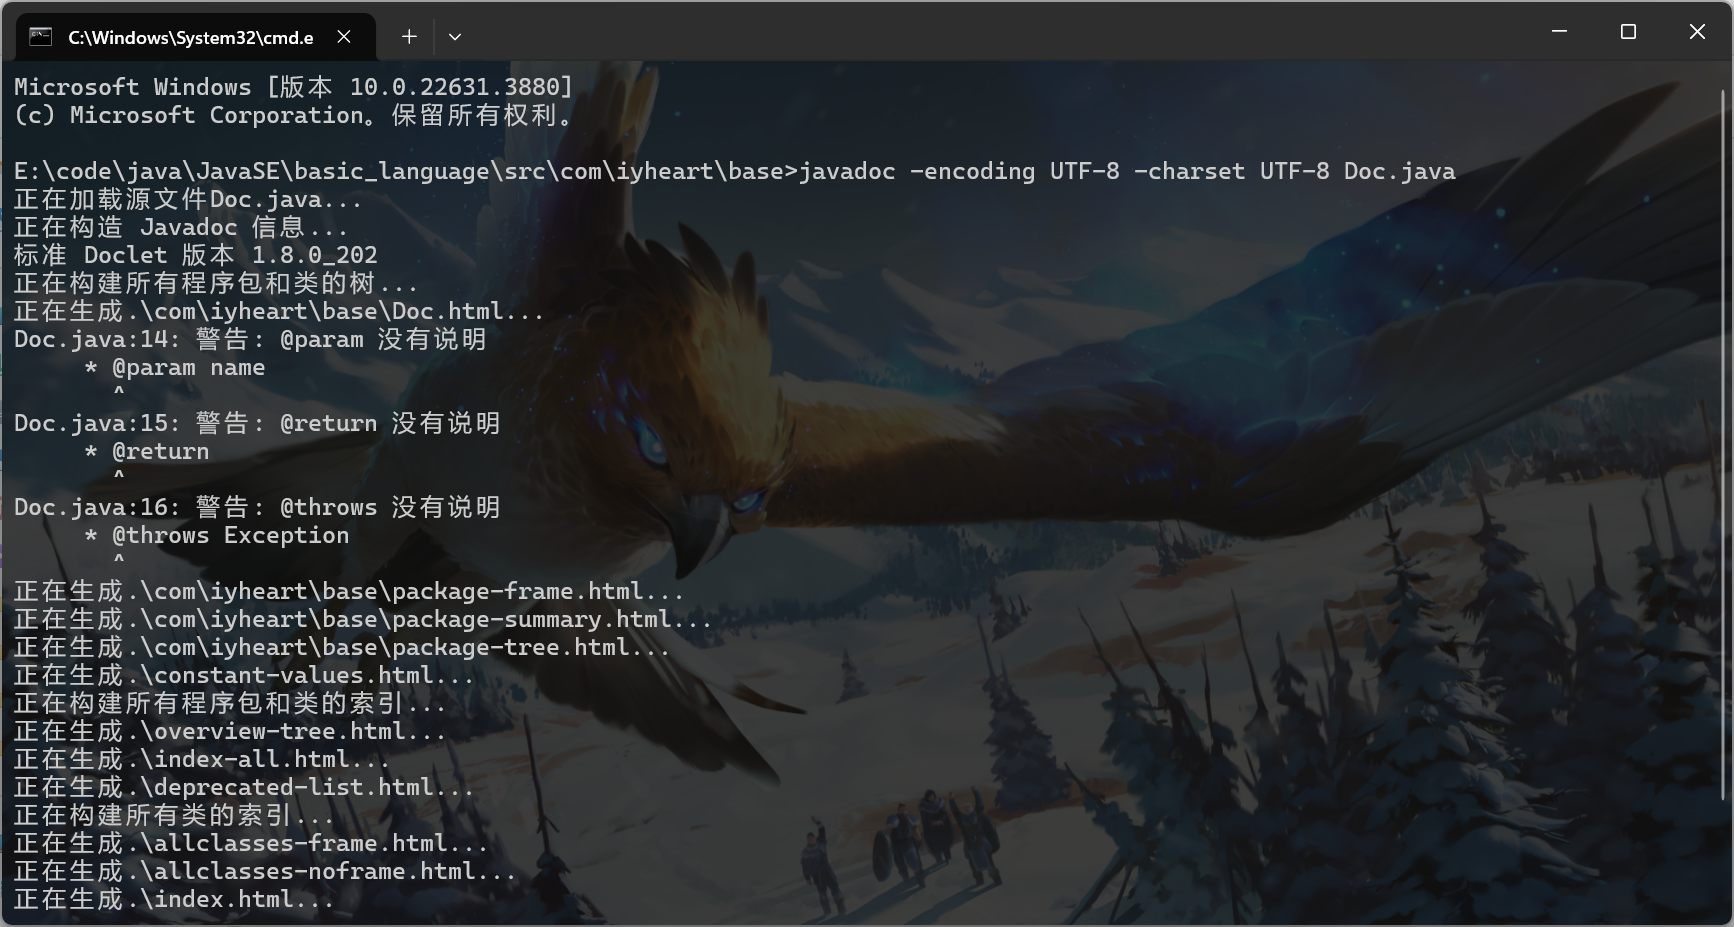 C:\Windows\System32\cmd.e
Microsoft Windows [版本 10.0.22631.3880]
(c) Microsoft Corporation。保留所有权利。
E:\code\java\JavaSE\basic_language\src\com\iyheart\base>javadoc -encoding UTF-8 -charset UTF-8 Doc.java
正在加载源文件Doc.java...
正在构造 Javadoc 信息...
标准 Doclet 版本 1.8.0_202
正在构建所有程序包和类的树...
正在生成.\com\iyheart\base\Doc.html...
Doc.java:14: 警告: @param 没有说明
     * @param name
       ^
Doc.java:15: 警告: @return 没有说明
     * @return
       ^
Doc.java:16: 警告: @throws 没有说明
     * @throws Exception
       ^
正在生成.\com\iyheart\base\package-frame.html...
正在生成.\com\iyheart\base\package-summary.html...
正在生成.\com\iyheart\base\package-tree.html...
正在生成.\constant-values.html...
正在构建所有程序包和类的索引...
正在生成.\overview-tree.html...
正在生成.\index-all.html...
正在生成.\deprecated-list.html...
正在构建所有类的索引...
正在生成.\allclasses-frame.html...
正在生成.\allclasses-noframe.html...
正在生成.\index.html...